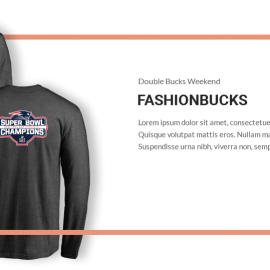 Double Bucks Weekend
FASHIONBUCKS
Lorem ipsum dolor sit amet, consectetue
Quisque volutpat mattis eros. Nullam ma
Suspendisse urna nibh, viverra non, semp
SUPER BOWL
CHAMPIONS